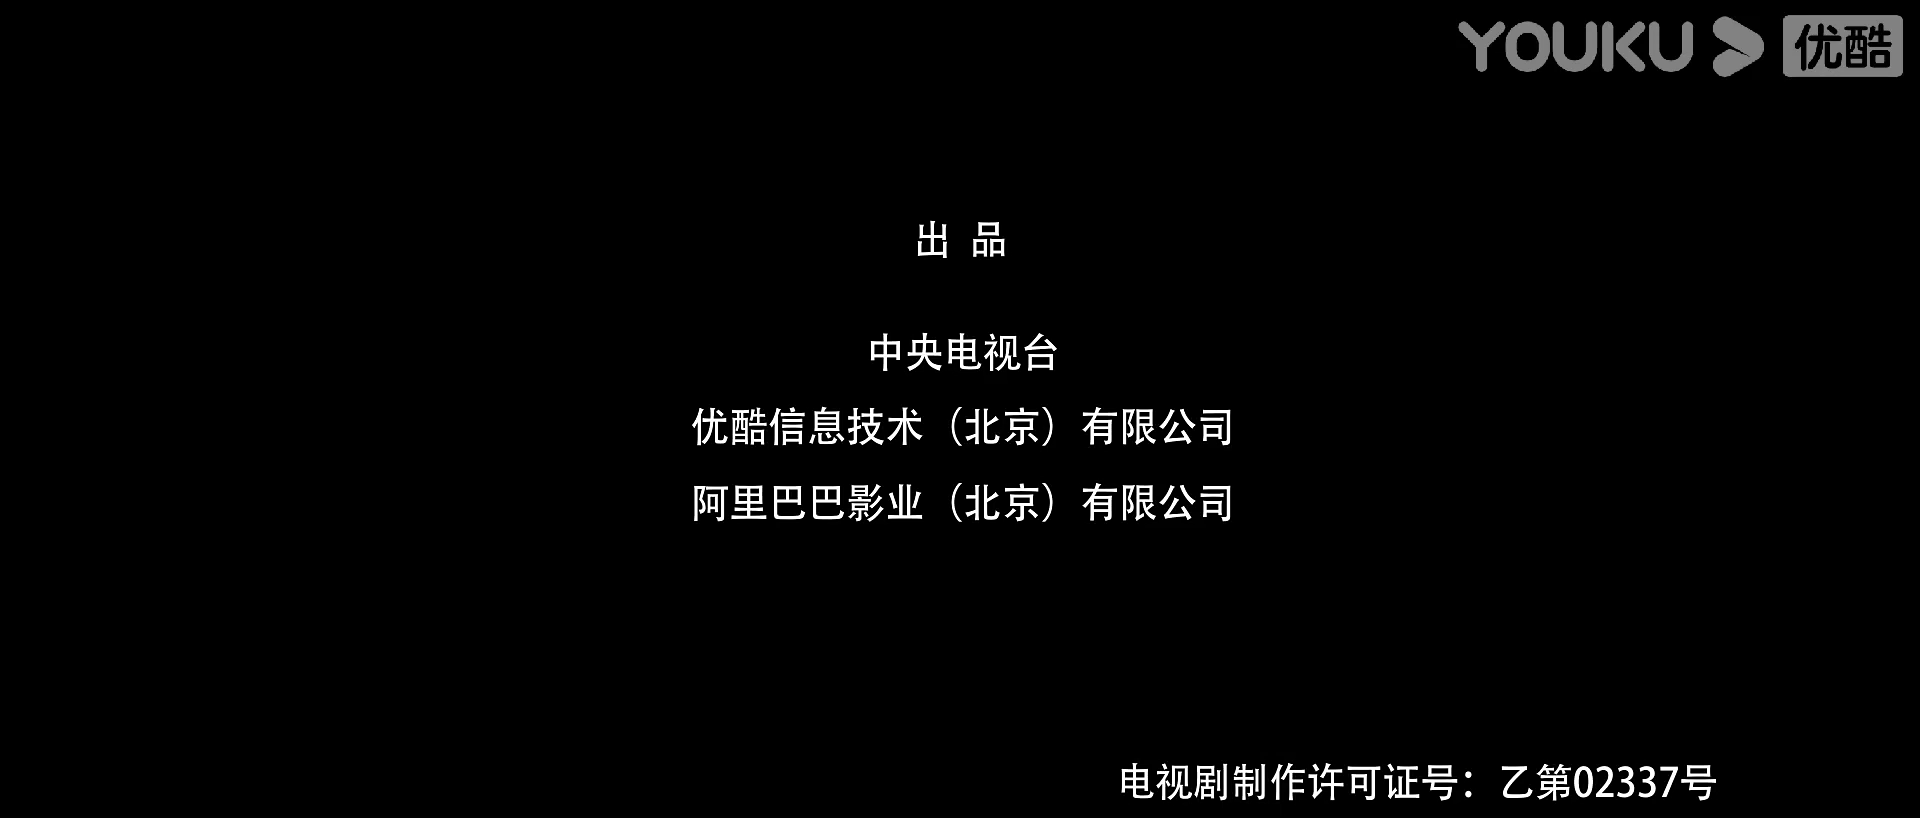 YOUKU 优酷
出 品
中央电视台
优酷信息技术（北京）有限公司
阿里巴巴影业（北京）有限公司
电视剧制作许可证号：乙第02337号